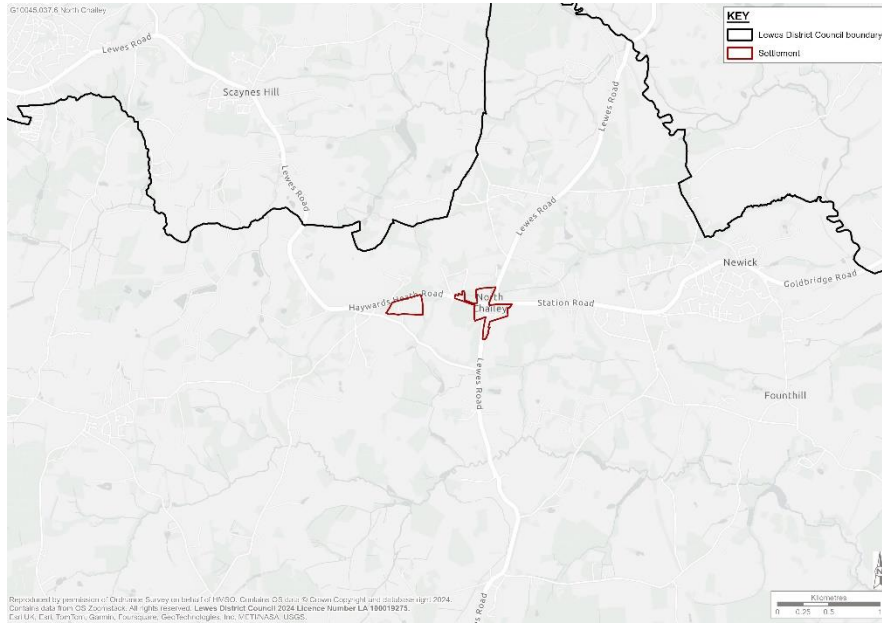 G10045.037.6 North Chailey
KEY
Lewes District Council boundary
Settlement
Lewes Road
Scaynes Hill
Lewes Road
Lewes Road
Lewes Road
Newick
Goldbridge Road
Haywards Heath Road
North
Chailey
Station Road
Lewes Road
Founthill
Lewes Road
Reproduced by permission of Ordnance Survey on behalf of HMSO. Contains OS data © Crown Copyright and database right 2024.
Contains data from OS Zoomstack. All rights reserved. Lewes District Council 2024 Licence Number LA 100019275.
Esri UK, Esri, TomTom, Garmin, Foursquare, GeoTechnologies, Inc, METI/NASA, USGS.
Kilometres
0 0.25 0.5 1
N